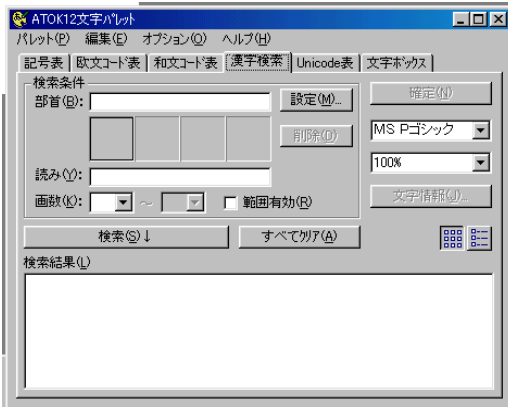 ATOK12文字パレット
パレット(P) 編集(E) オプション(O) ヘルプ(H)
記号表 欧文コード表 和文コード表 漢字検索 Unicode表 文字ボックス
検索条件
部首(B): 設定(M)... 確定(N)
削除(D) MS Pゴシック
読み(Y): 100%
画数(K): ～ 範囲有効(R) 文字情報(J)...
検索(S)↓ すべてクリア(A)
検索結果(L)